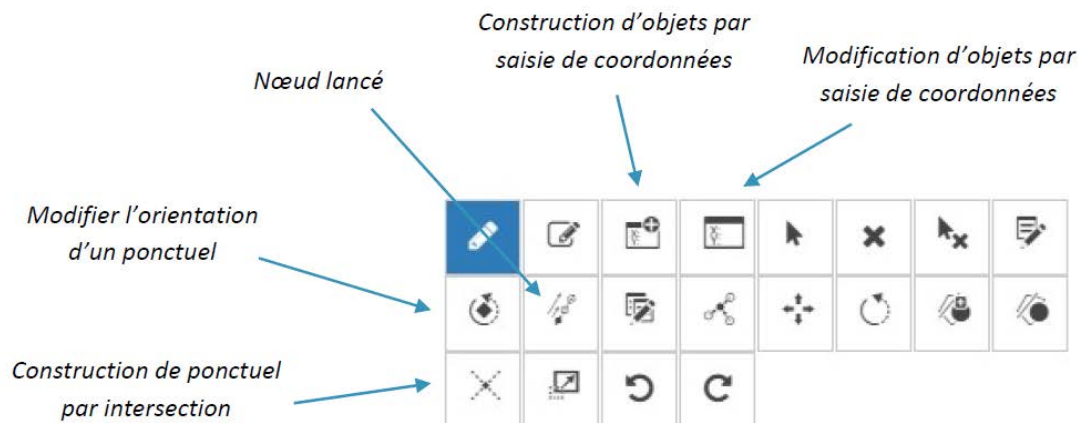 Construction d’objets par
saisie de coordonnées
Modification d’objets par
saisie de coordonnées
Nœud lancé
Modifier l’orientation
d’un ponctuel
Construction de ponctuel
par intersection